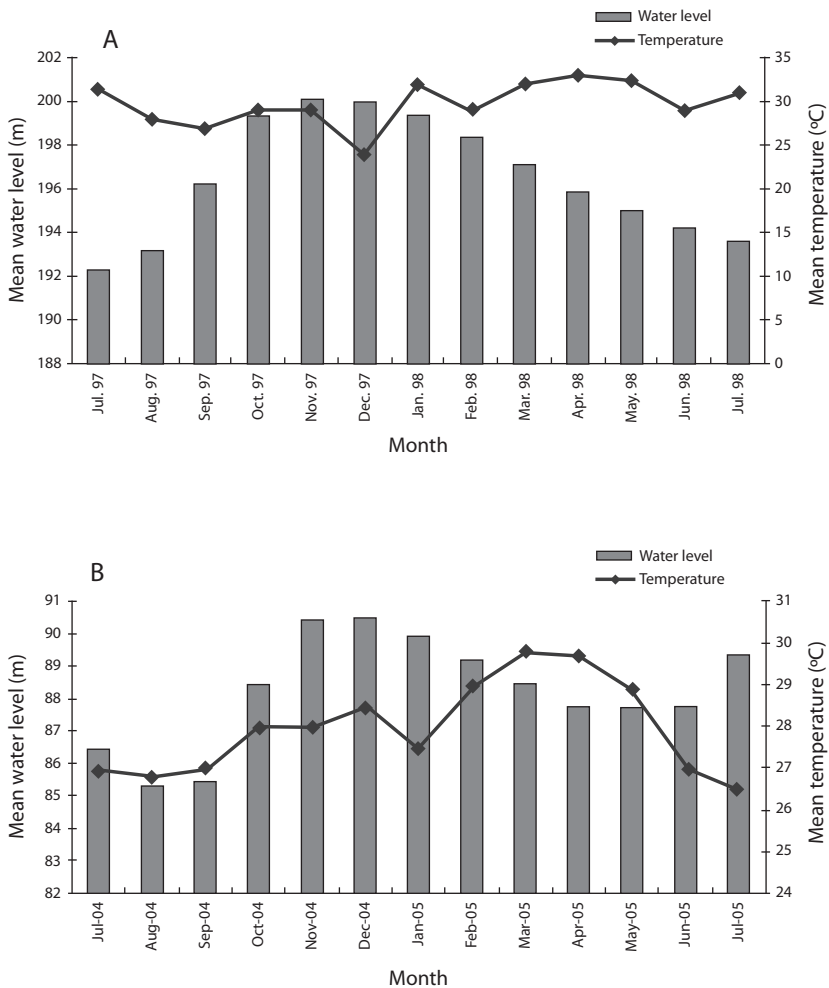 A
Water level
Temperature
Mean water level (m)
202
200
198
196
194
192
190
188
35
30
25
20
15
10
5
0
Mean temperature (ºC)
Jul. 97
Aug. 97
Sep. 97
Oct. 97
Nov. 97
Dec. 97
Jan. 98
Feb. 98
Mar. 98
Apr. 98
May. 98
Jun. 98
Jul. 98
Month
B
Water level
Temperature
Mean water level (m)
91
90
89
88
87
86
85
84
83
82
31
30
29
28
27
26
25
24
Mean temperature (ºC)
Jul-04
Aug-04
Sep-04
Oct-04
Nov-04
Dec-04
Jan-05
Feb-05
Mar-05
Apr-05
May-05
Jun-05
Jul-05
Month